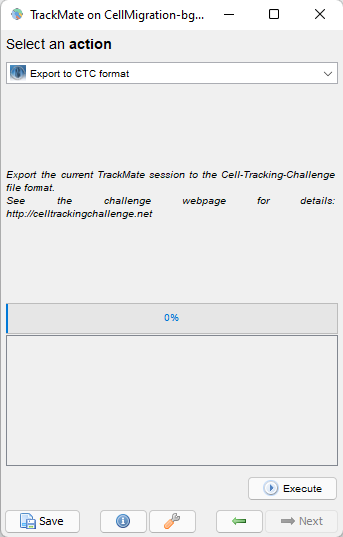 TrackMate on CellMigration-bg...
Select an action
Export to CTC format
Export the current TrackMate session to the Cell-Tracking-Challenge
file format.
See the challenge webpage for details:
http://celltrackingchallenge.net
0%
Execute
Save
Next